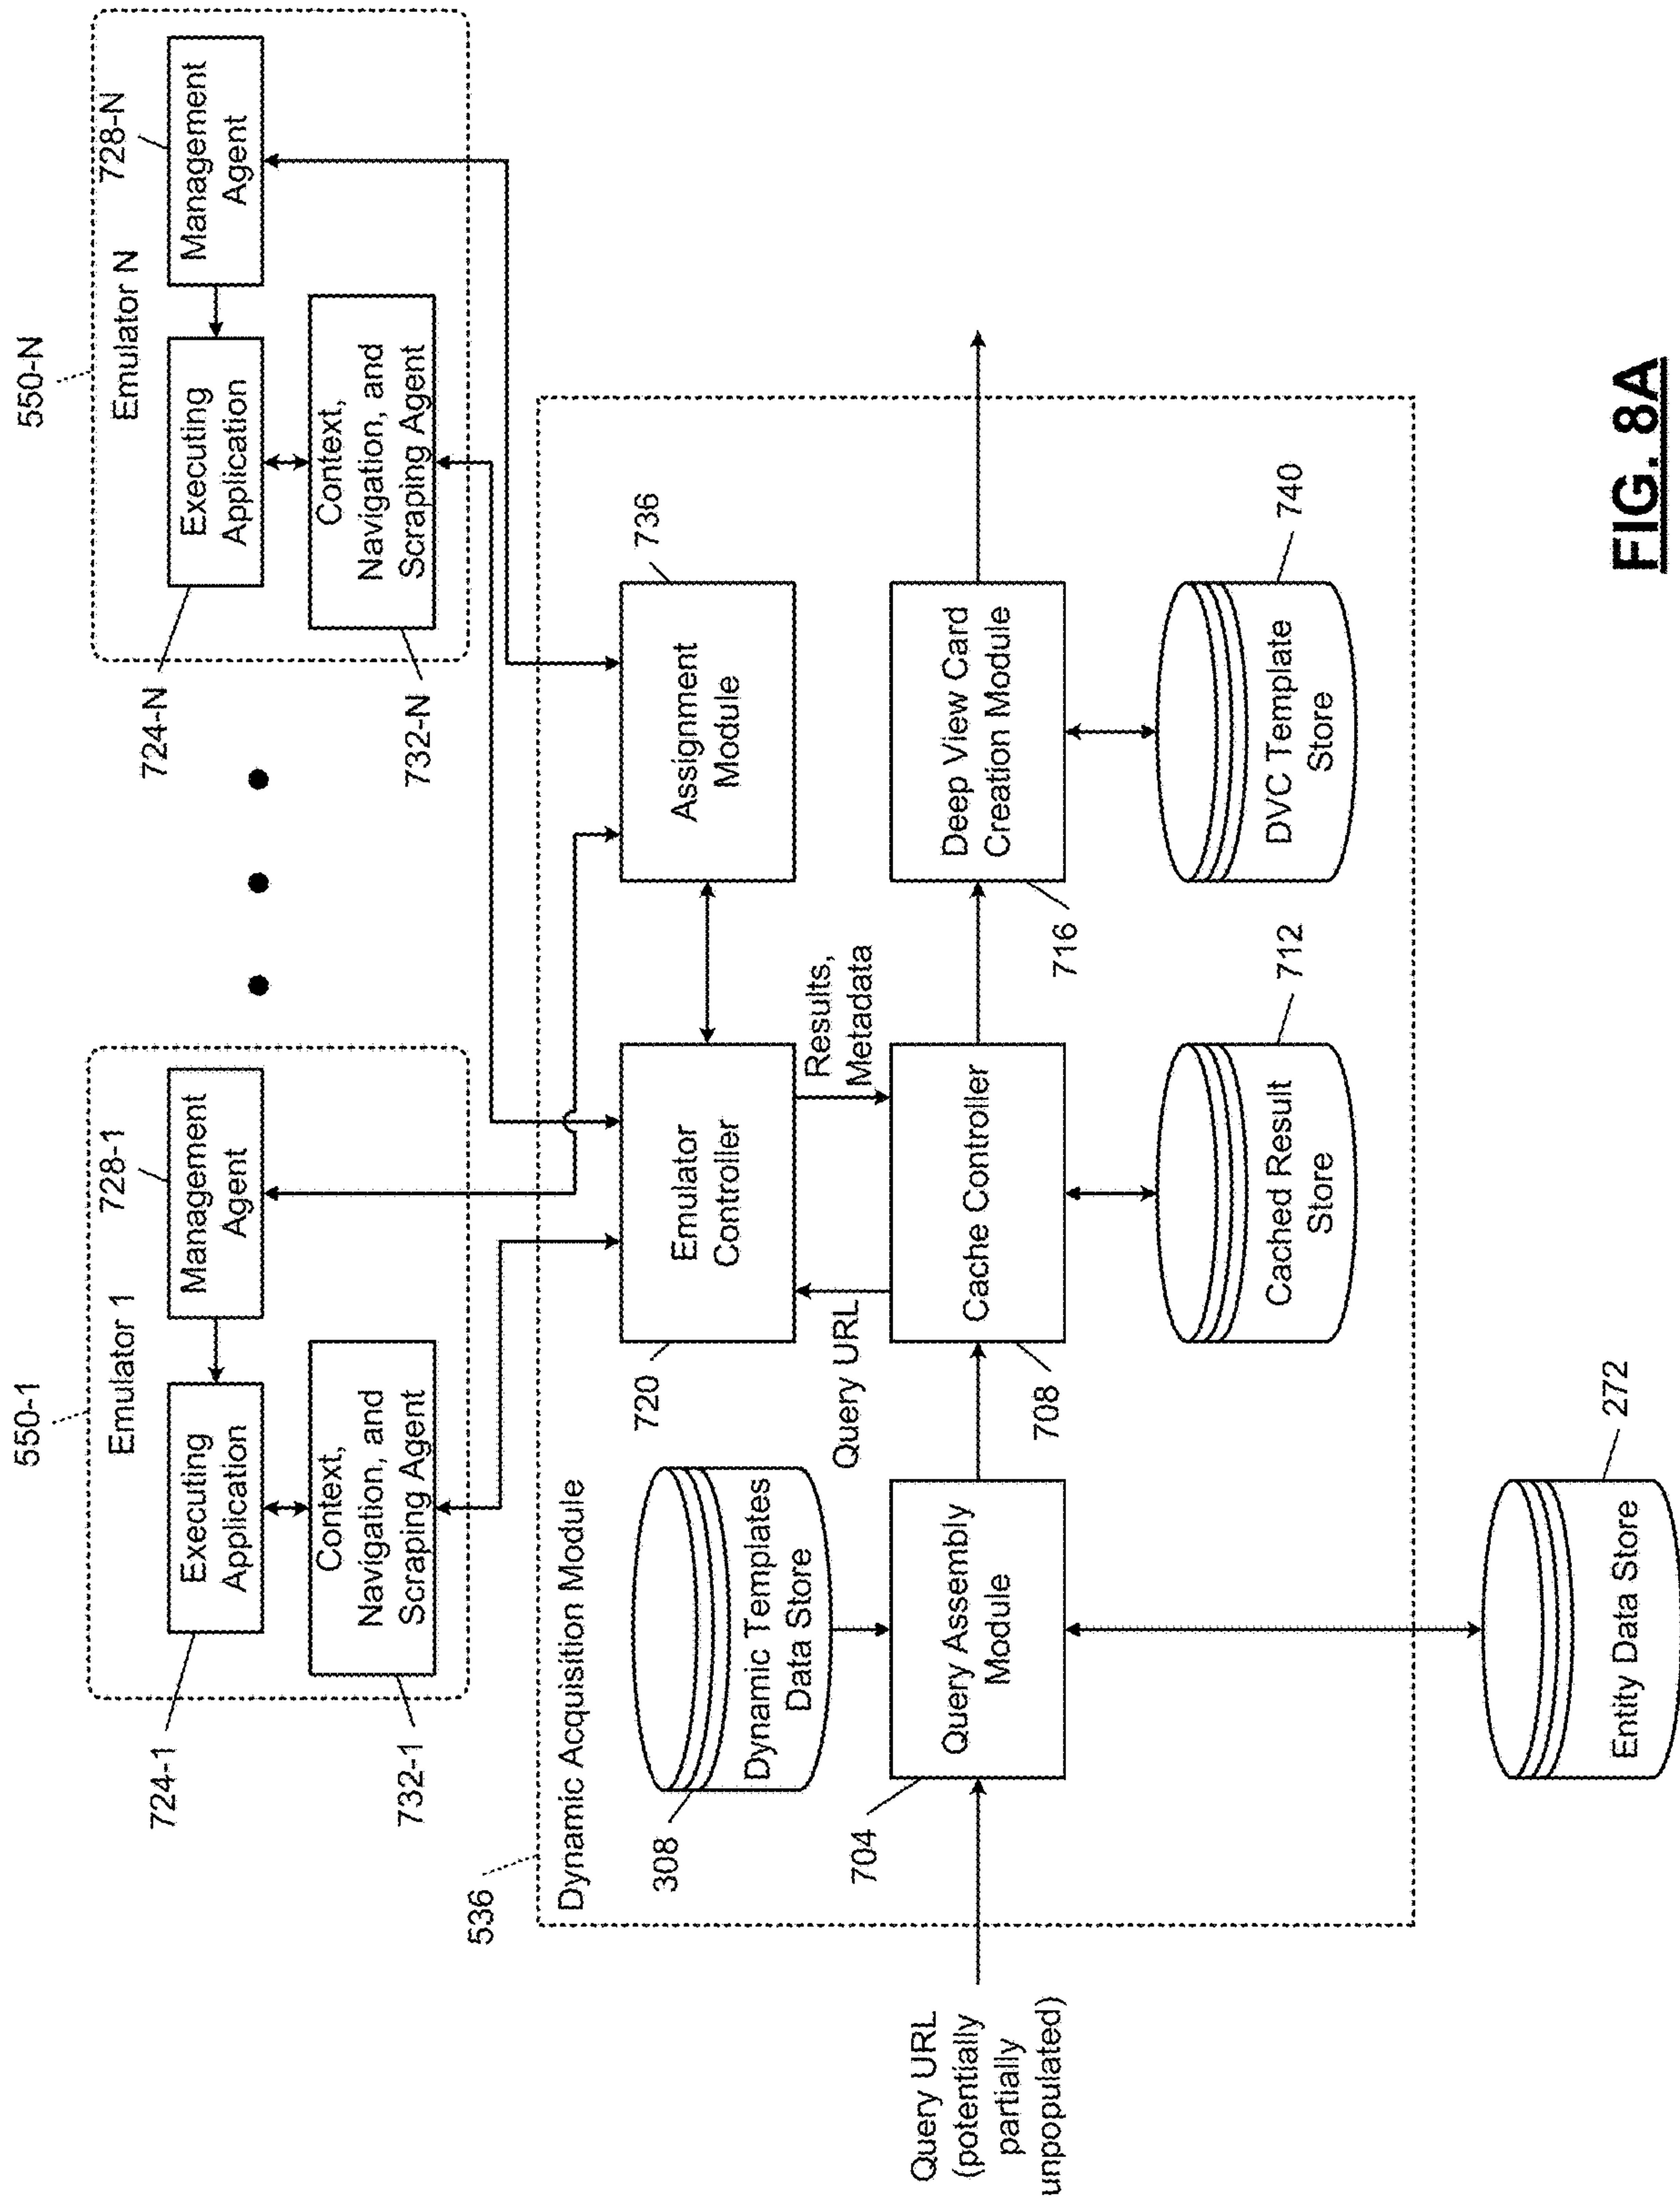 550-1
550-N
Emulator 1
728-1
Emulator N
728-N
Executing
Application
Management
Agent
Executing
Application
Management
Agent
724-1
724-N
Context,
Navigation, and
Scraping Agent
Context,
Navigation, and
Scraping Agent
732-1
732-N
536
Dynamic Acquisition Module
308
Dynamic Templates
Data Store
720
Emulator
Controller
Assignment
Module
736
Query URL
Results,
Metadata
704
Query Assembly
Module
708
Cache Controller
716
Deep View Card
Creation Module
Query URL
(potentially
partially
unpopulated)
Cached Result
Store
712
DVC Template
Store
740
Entity Data Store
272
FIG. 8A